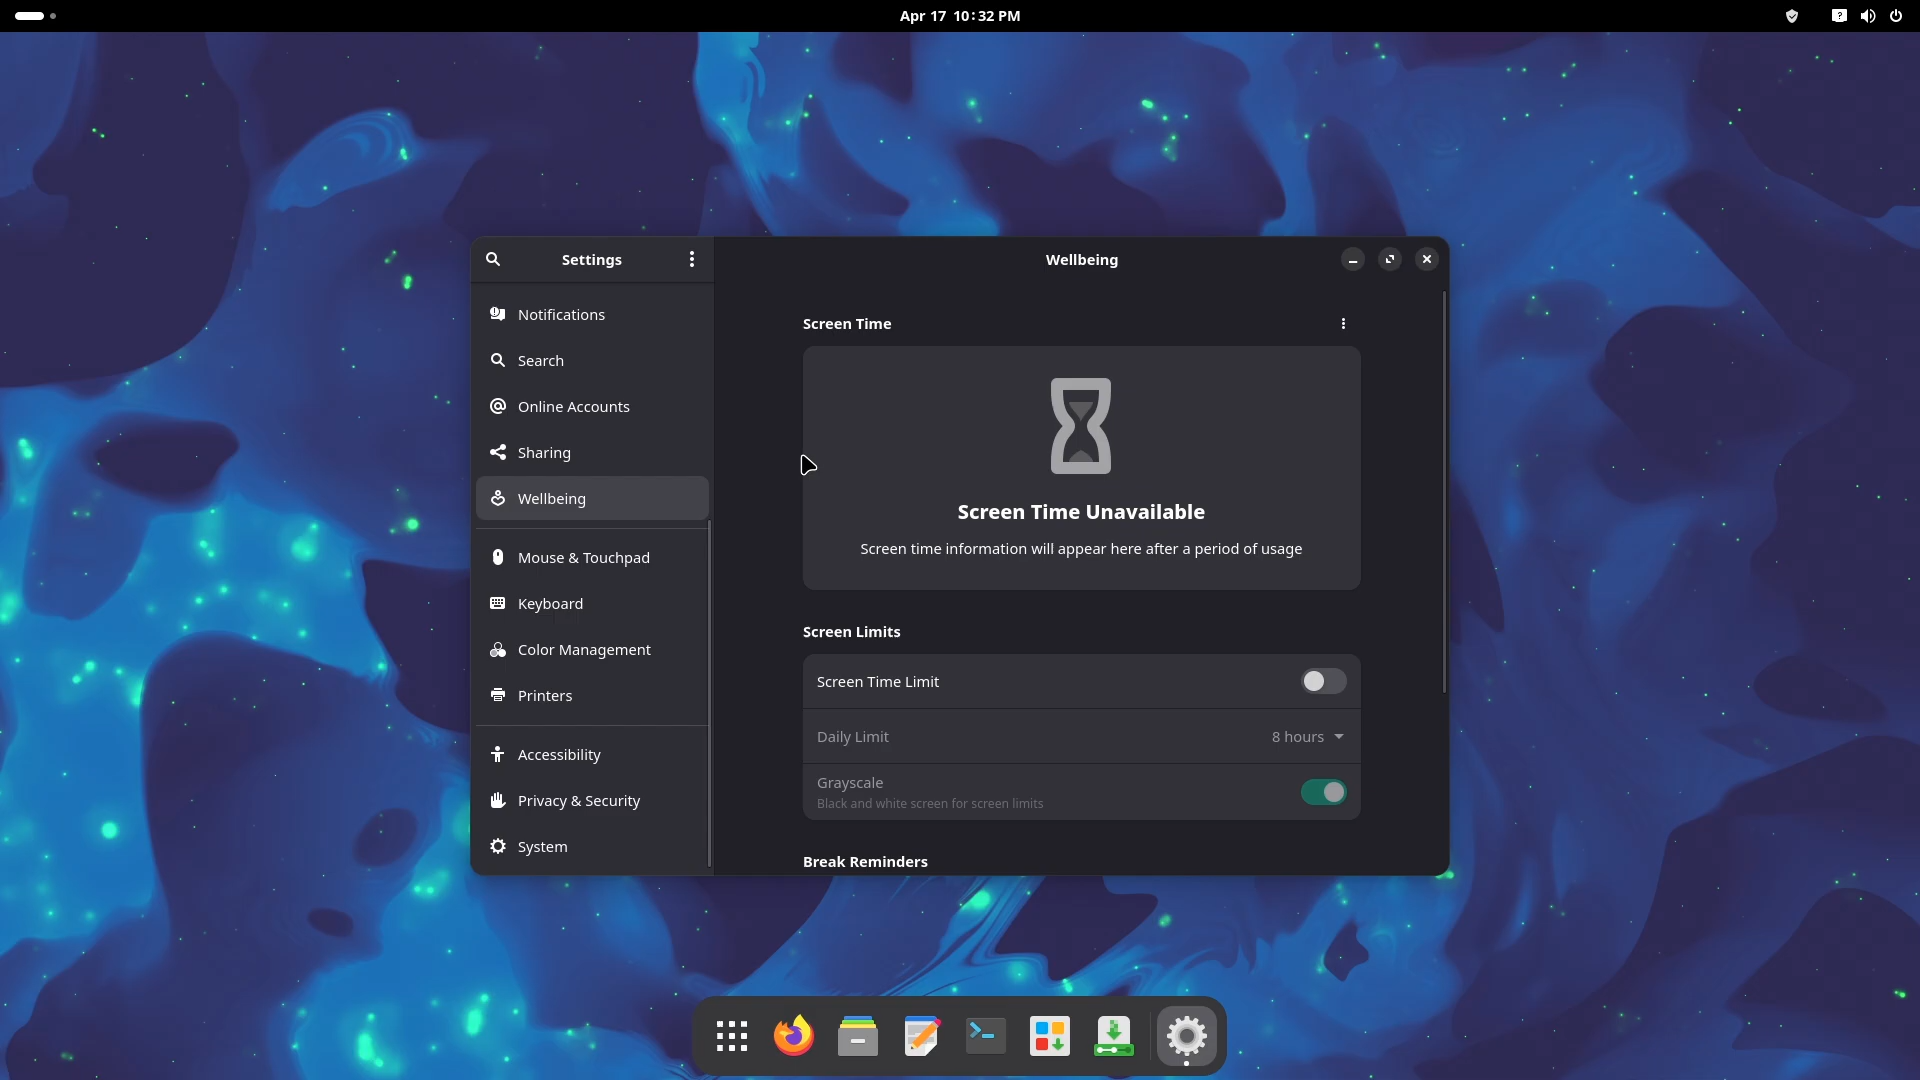 Apr 17 10:32 PM
Settings
Wellbeing
Notifications
Search
Online Accounts
Sharing
Wellbeing
Mouse & Touchpad
Keyboard
Color Management
Printers
Accessibility
Privacy & Security
System
Screen Time
Screen Time Unavailable
Screen time information will appear here after a period of usage
Screen Limits
Screen Time Limit
Daily Limit 8 hours
Grayscale
Black and white screen for screen limits
Break Reminders